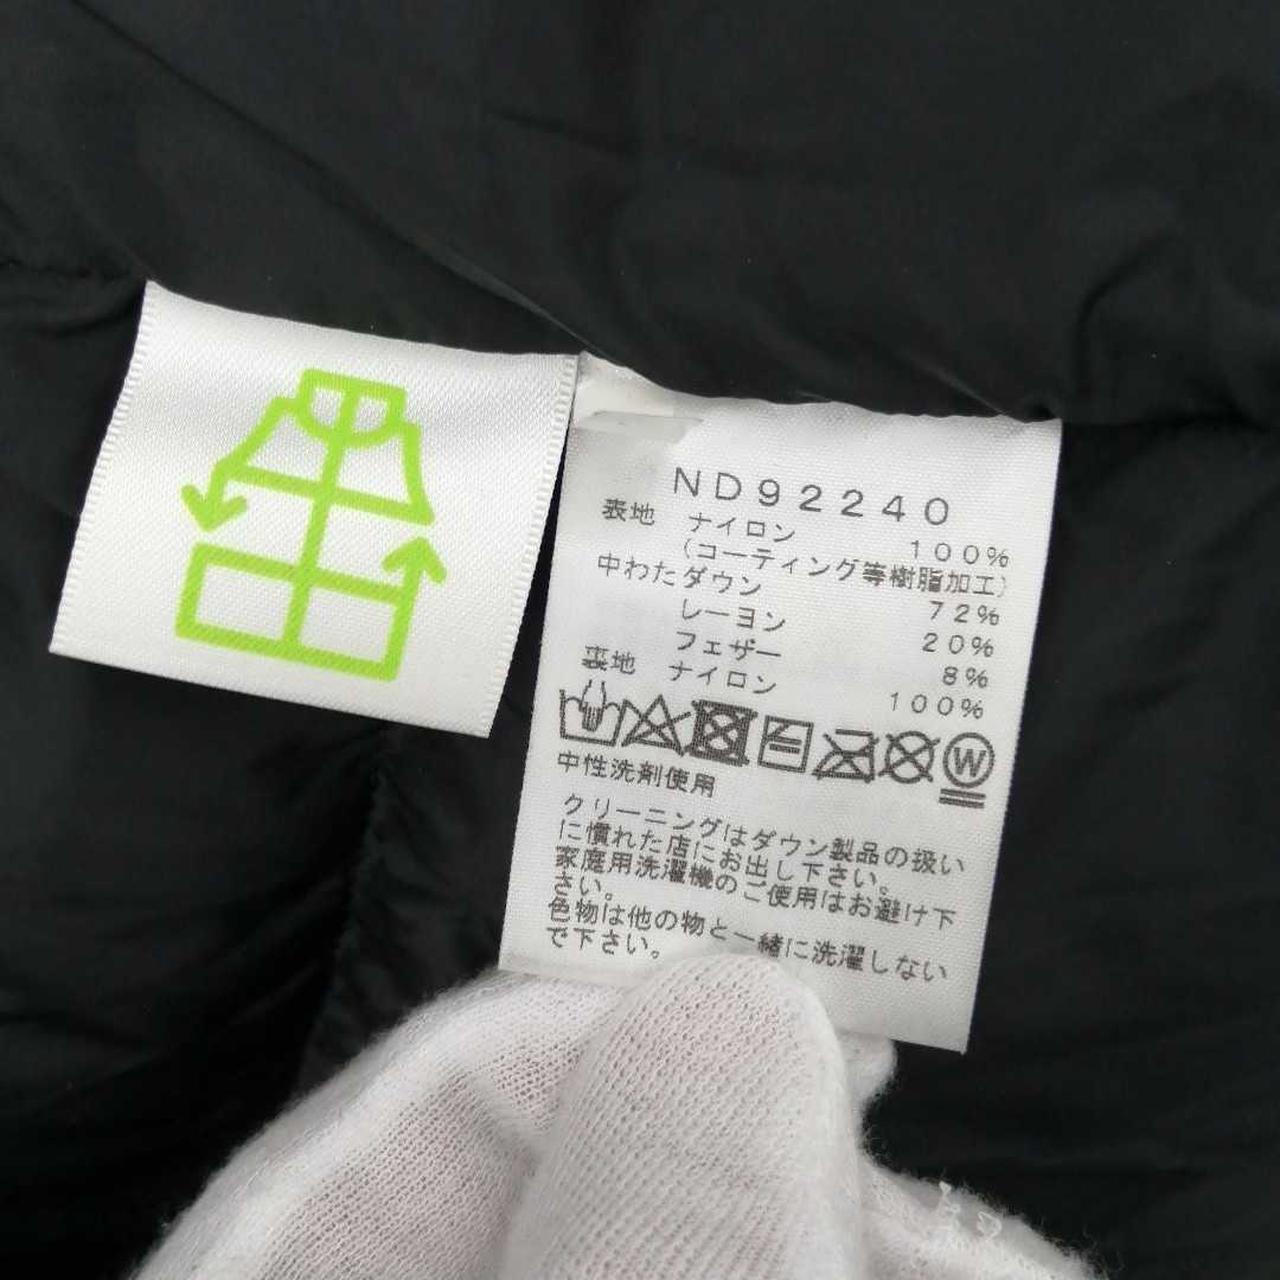 ND92240
表地 ナイロン 100%
(コーティング等樹脂加工)
中わた ダウン 72%
レーヨン 20%
フェザー 8%
裏地 ナイロン 100%
W
中性洗剤使用
クリーニングはダウン製品の扱い
に慣れた店にお出し下さい。
家庭用洗濯機のご使用はお避け下
さい。
色物は他の物と一緒に洗濯しない
で下さい。